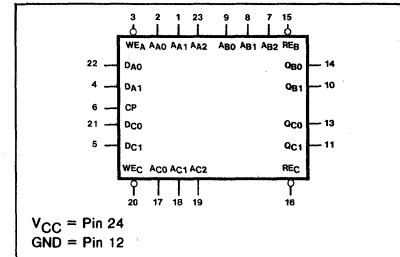 3 2 1 23 9 8 7 15
WEA AA0 AA1 AA2 AB0 AB1 AB2 REB
22 DA0 QB0 14
4 DA1 QB1 10
6 CP
21 DC0 QC0 13
5 DC1 QC1 11
WEC AC0 AC1 AC2 REC
20 17 18 19 16
VCC = Pin 24
GND = Pin 12